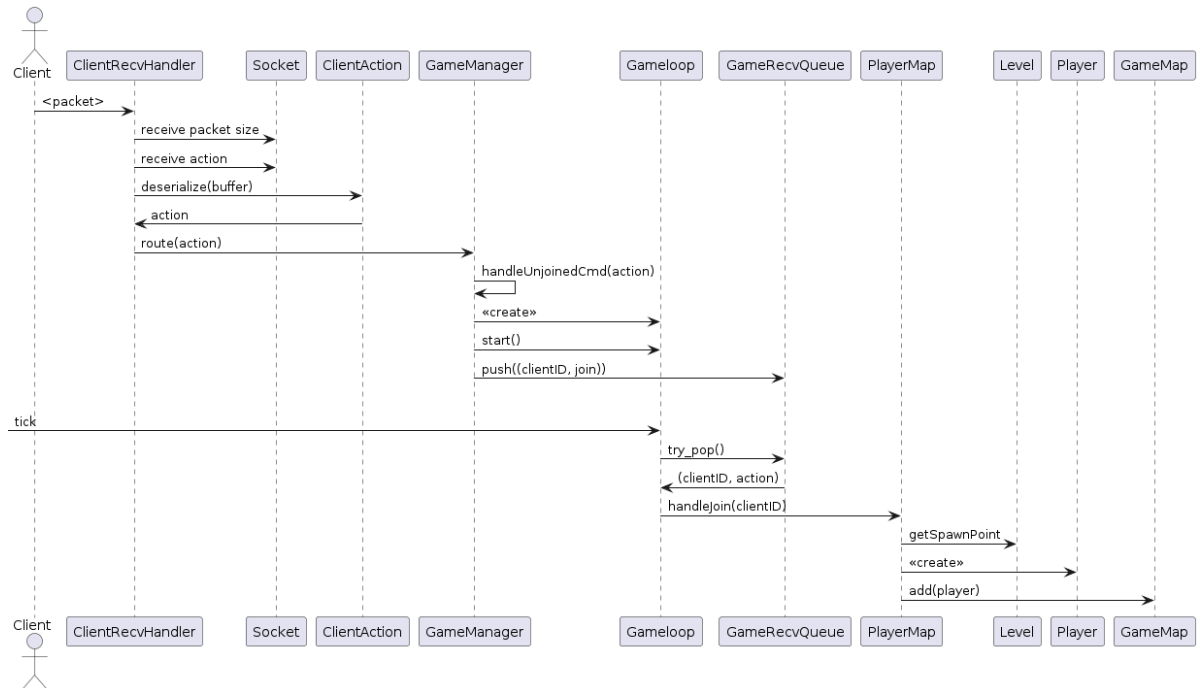 Client
ClientRecvHandler
Socket
ClientAction
GameManager
Gameloop
GameRecvQueue
PlayerMap
Level
Player
GameMap
<packet>
receive packet size
receive action
deserialize(buffer)
action
route(action)
handleUnjoinedCmd(action)
«create»
start()
push((clientID, join))
tick
try_pop()
(clientID, action)
handleJoin(clientID)
getSpawnPoint
«create»
add(player)
Client
ClientRecvHandler
Socket
ClientAction
GameManager
Gameloop
GameRecvQueue
PlayerMap
Level
Player
GameMap